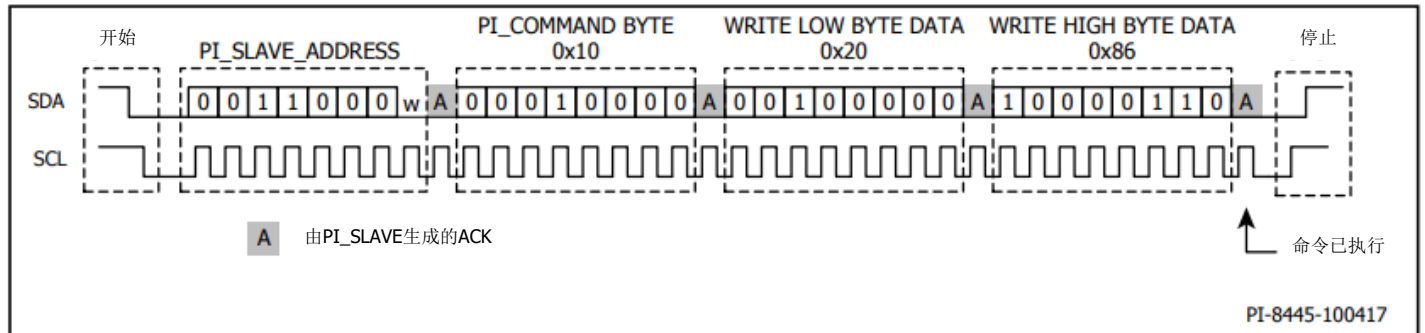 开始
PI_SLAVE_ADDRESS
PI_COMMAND BYTE
0x10
WRITE LOW BYTE DATA
0x20
WRITE HIGH BYTE DATA
0x86
停止
SDA
0 0 1 1 0 0 0 w A 0 0 0 1 0 0 0 0 A 0 0 1 0 0 0 0 0 A 1 0 0 0 0 1 1 0 A
SCL
A 由PI_SLAVE生成的ACK
命令已执行
PI-8445-100417